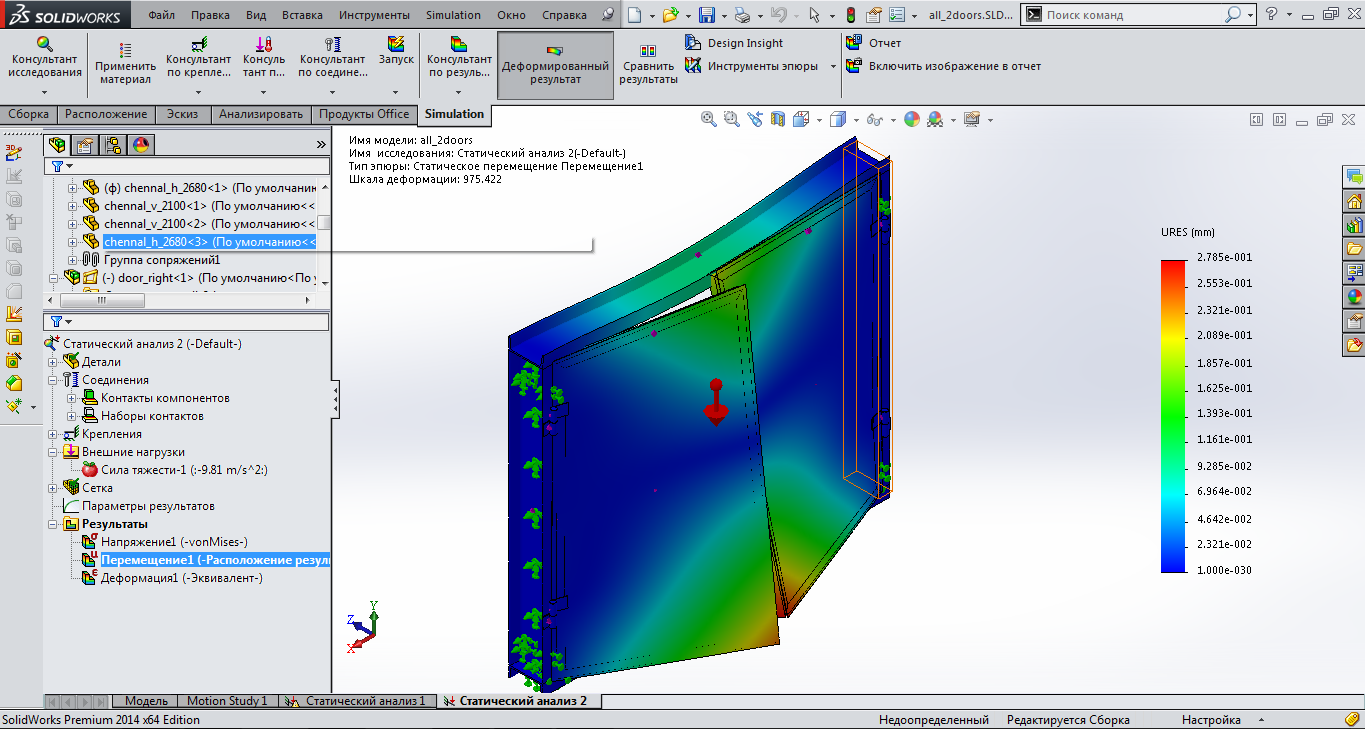 SOLIDWORKS Файл Правка Вид Вставка Инструменты Simulation Окно Справка all_2doors.SLD... Поиск команд
Консультант исследования
Применить материал
Консультант по крепле...
Консуль тант п...
Консультант по соедине...
Запуск
Консультант по резуль...
Деформированный результат
Сравнить результаты
Design Insight
Инструменты эпюры
Отчет
Включить изображение в отчет
Сборка Расположение Эскиз Анализировать Продукты Office Simulation
Имя модели: all_2doors
Имя исследования: Статический анализ 2(-Default-)
Тип эпюры: Статическое перемещение Перемещение1
Шкала деформации: 975.422
(ф) chennal_h_2680<1> (По умолчани
chennal_v_2100<1> (По умолчанию<<
chennal_v_2100<2> (По умолчанию<<
chennal_h_2680<3> (По умолчанию<<
Группа сопряжений1
(-) door_right<1> (По умолчанию<По
Статический анализ 2 (-Default-)
Детали
Соединения
Контакты компонентов
Наборы контактов
Крепления
Внешние нагрузки
Сила тяжести-1 (:-9.81 m/s^2:)
Сетка
Параметры результатов
Результаты
Напряжение1 (-vonMises-)
Перемещение1 (-Расположение резул
Деформация1 (-Эквивалент-)
URES (mm)
2.785e-001
2.553e-001
2.321e-001
2.089e-001
1.857e-001
1.625e-001
1.393e-001
1.161e-001
9.285e-002
6.964e-002
4.642e-002
2.321e-002
1.000e-030
Y
Z
X
Модель Motion Study 1 Статический анализ 1 Статический анализ 2
SolidWorks Premium 2014 x64 Edition Недоопределенный Редактируется Сборка Настройка